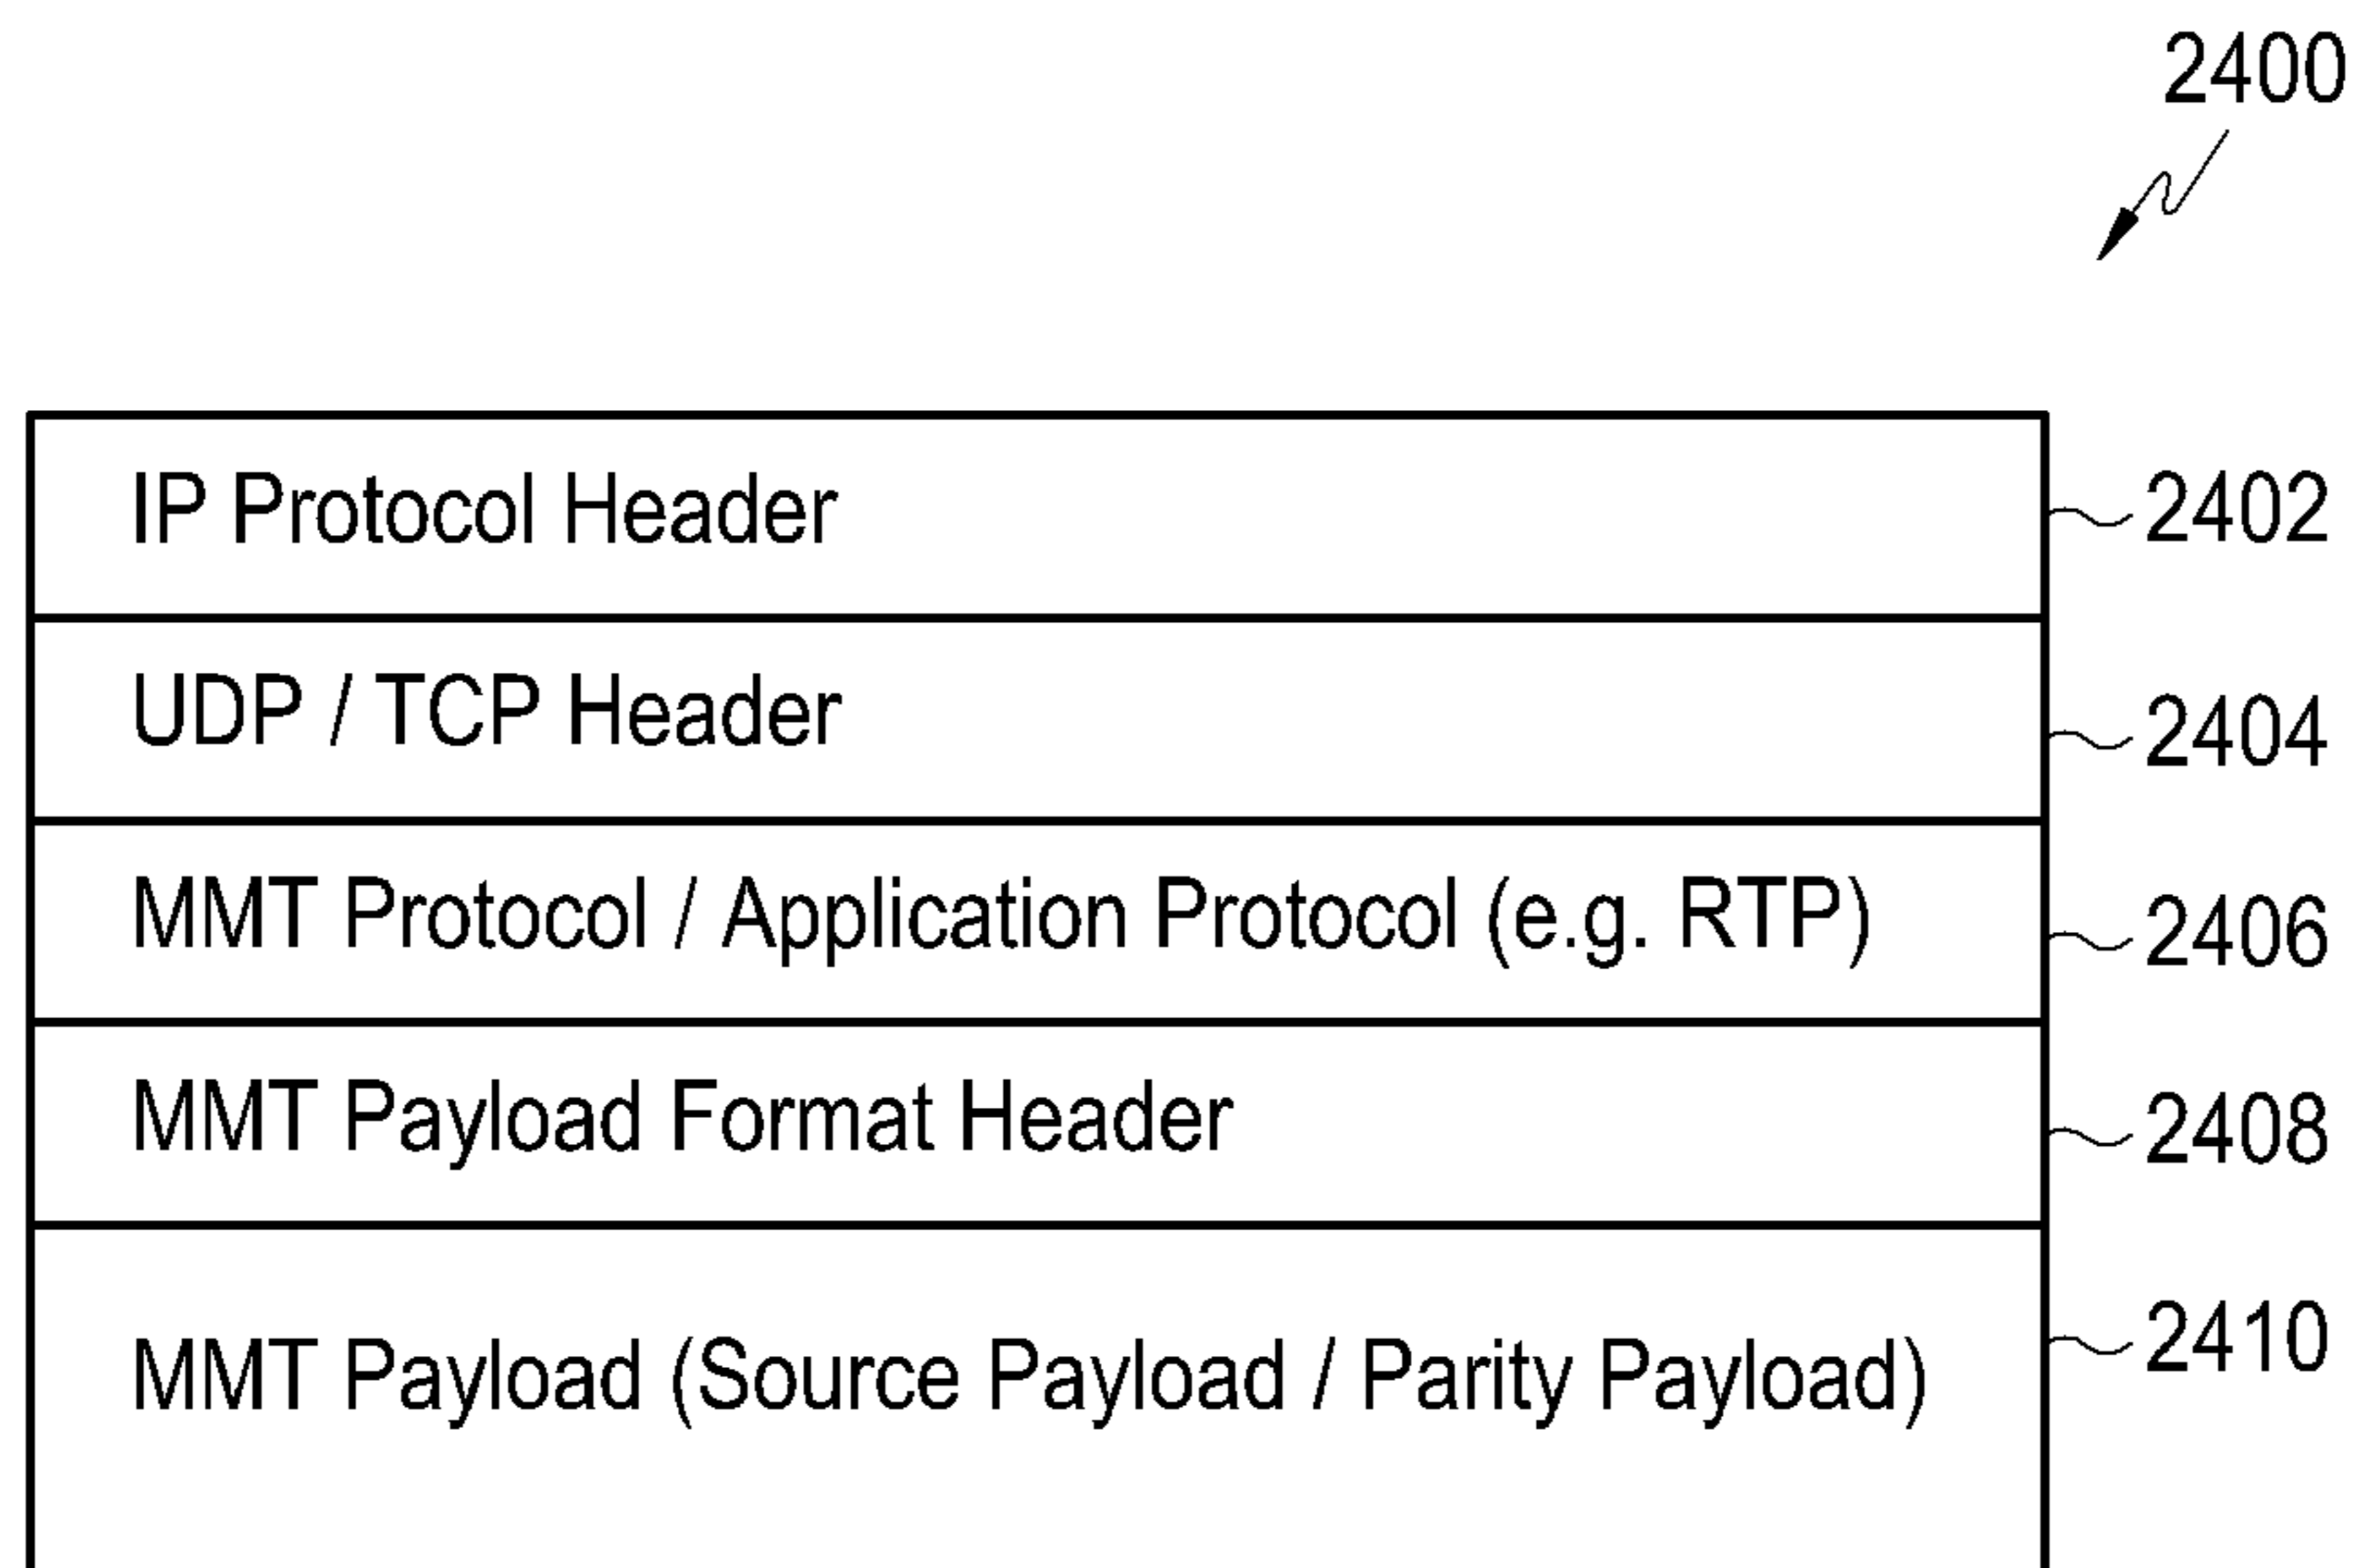 2400
IP Protocol Header 2402
UDP / TCP Header 2404
MMT Protocol / Application Protocol (e.g. RTP) 2406
MMT Payload Format Header 2408
MMT Payload (Source Payload / Parity Payload) 2410